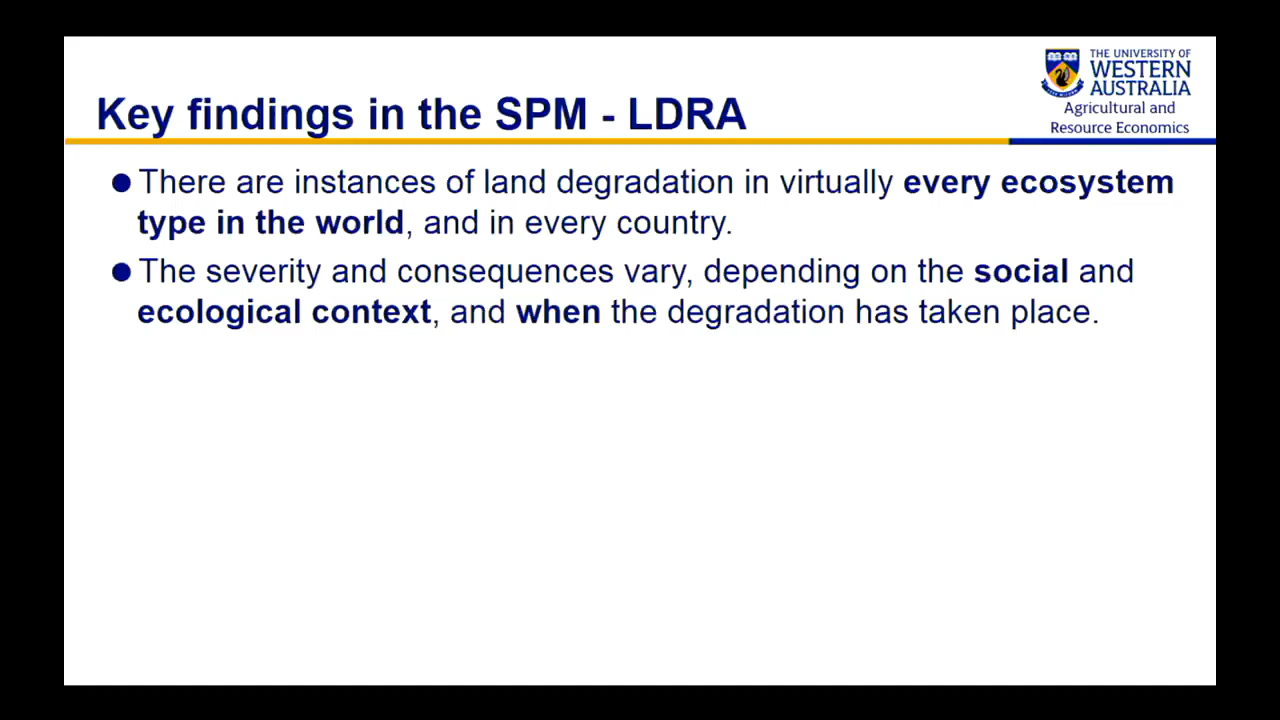 THE UNIVERSITY OF
WESTERN
AUSTRALIA
Agricultural and
Resource Economics
Key findings in the SPM - LDRA
There are instances of land degradation in virtually every ecosystem
type in the world, and in every country.
The severity and consequences vary, depending on the social and
ecological context, and when the degradation has taken place.